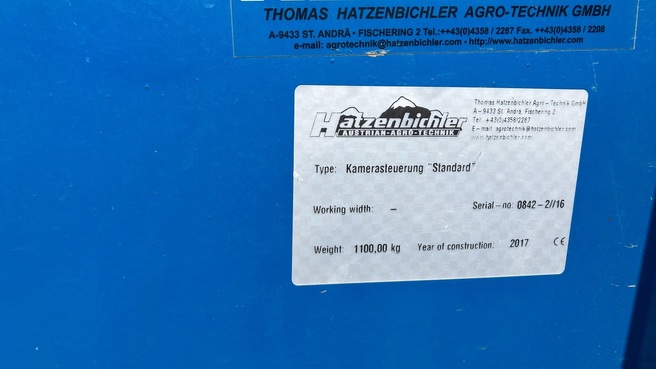 THOMAS HATZENBICHLER AGRO-TECHNIK GMBH
A-9433 ST. ANDRÄ - FISCHERING 2 Tel.:++43(0)4358 / 2287 Fax. ++43(0)4358 / 2208
e-mail: agrotechnik@hatzenbichler.com · http://www.hatzenbichler.com
Hatzenbichler
AUSTRIAN-AGRO-TECHNIK
Thomas Hatzenbichler Agro - Technik GmbH
A - 9433 St. Andrä, Fischering 2
Tel.: +43(0)4358/2287
E - mail: agrotechnik@hatzenbichler.com
www.hatzenbichler.com
Type: Kamerasteuerung "Standard"
Working width: - Serial - no: 0842 - 2//16
Weight: 1100,00 kg Year of construction: 2017 CE